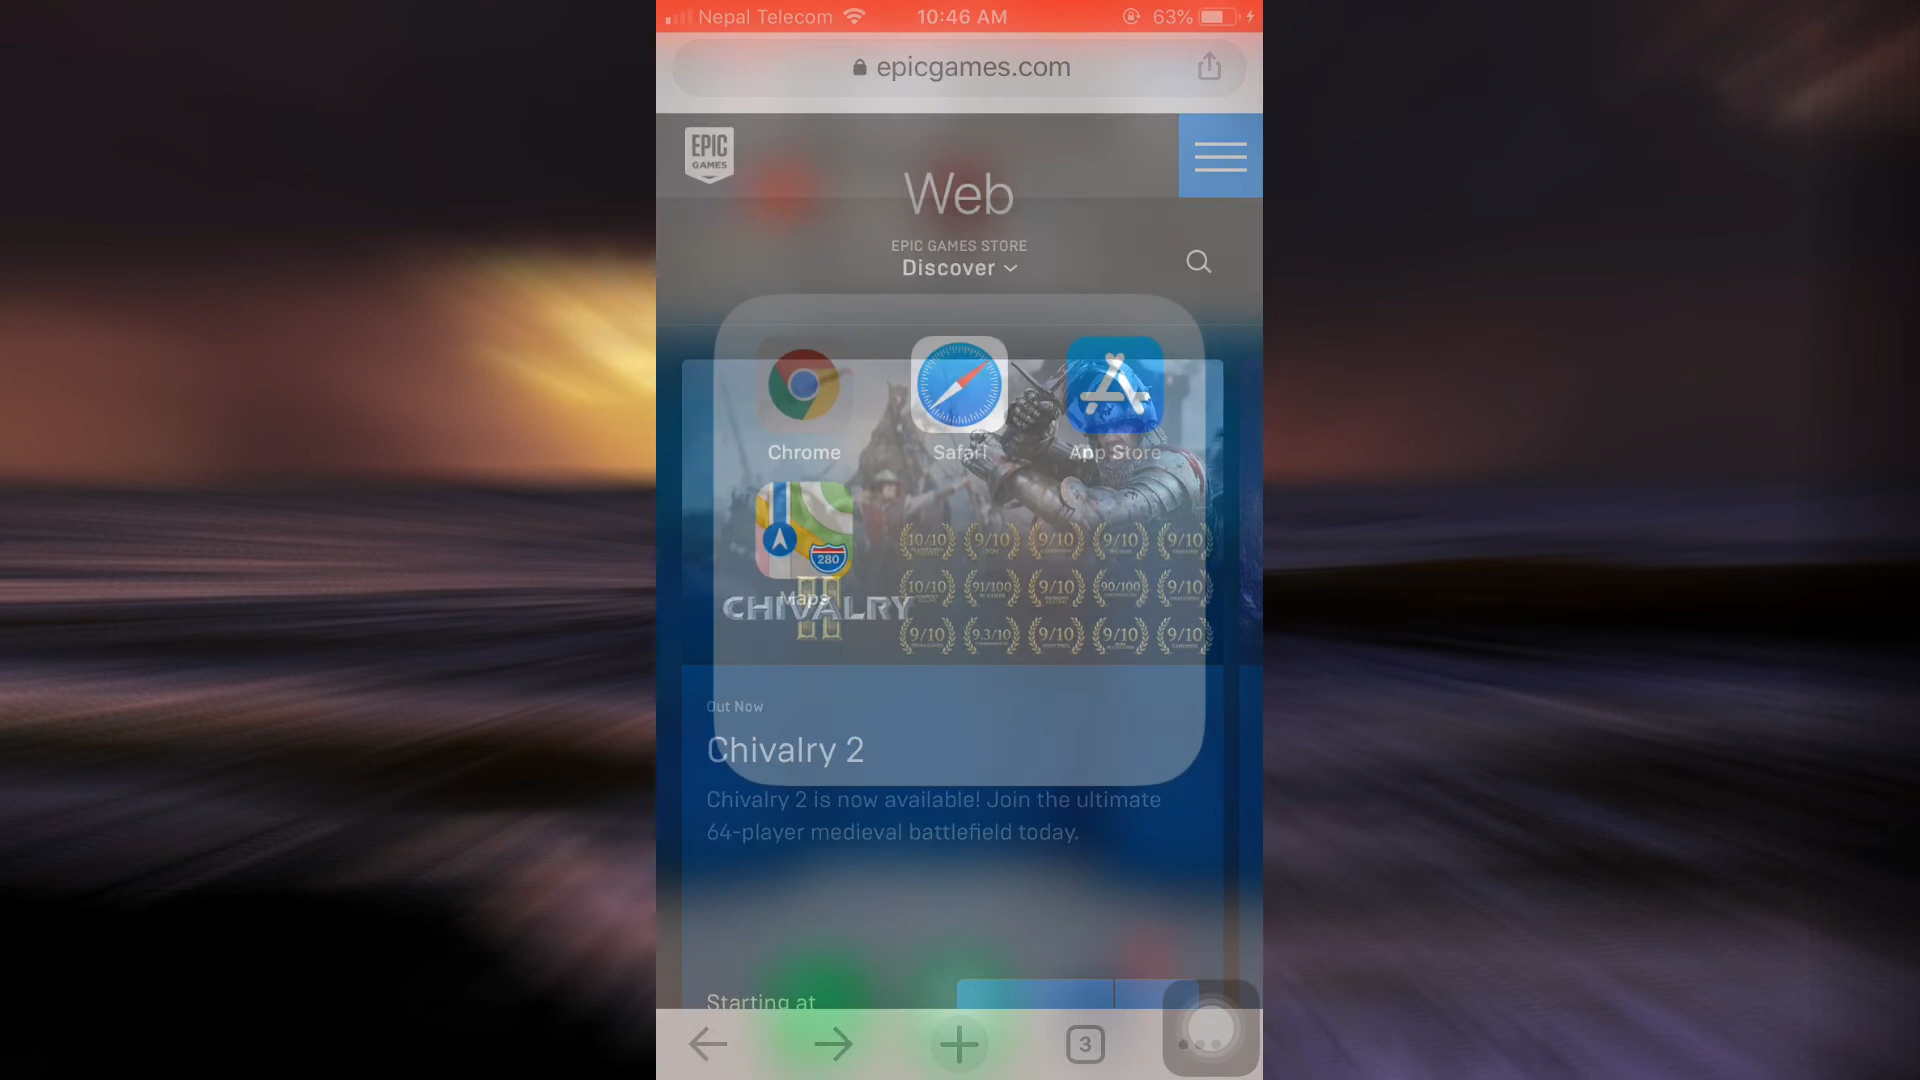 Nepal Telecom
10:46 AM
63%
epicgames.com
EPIC
GAMES
Web
EPIC GAMES STORE
Discover
Chrome
Safari
App Store
280
Maps
CHIVALRY
II
10/10
9/10
9/10
9/10
9/10
10/10
91/100
9/10
90/100
9/10
9/10
9.3/10
9/10
9/10
9/10
Out Now
Chivalry 2
Chivalry 2 is now available! Join the ultimate
64-player medieval battlefield today.
Starting at
3